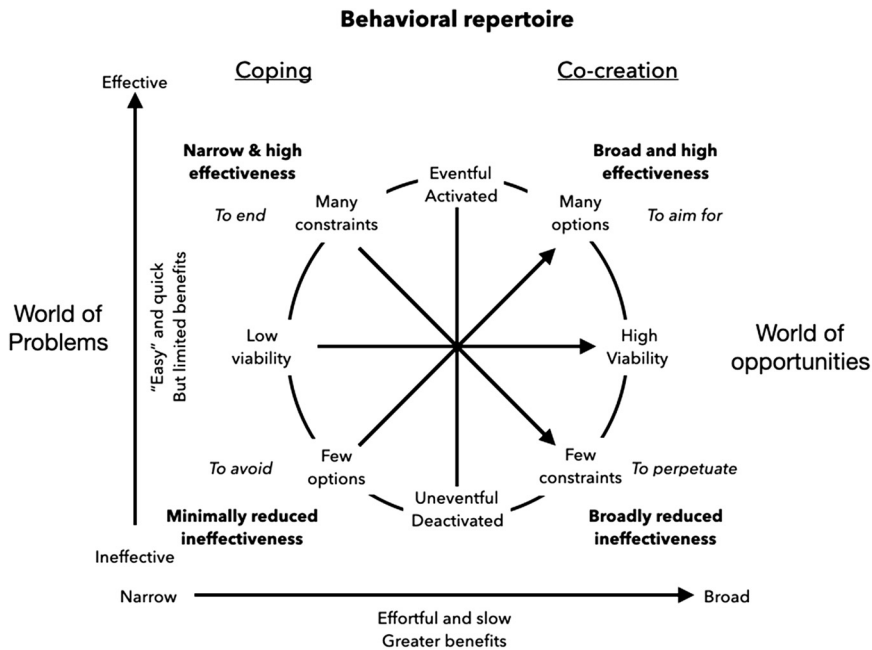 Behavioral repertoire
Coping
Co-creation
Effective
Narrow & high
effectiveness
Eventful
Activated
Broad and high
effectiveness
To end
Many
constraints
Many
options
To aim for
"Easy" and quick
But limited benefits
World of
Problems
Low
viability
High
Viability
World of
opportunities
To avoid
Few
options
Few
constraints
To perpetuate
Uneventful
Deactivated
Minimally reduced
ineffectiveness
Broadly reduced
ineffectiveness
Ineffective
Narrow
Broad
Effortful and slow
Greater benefits